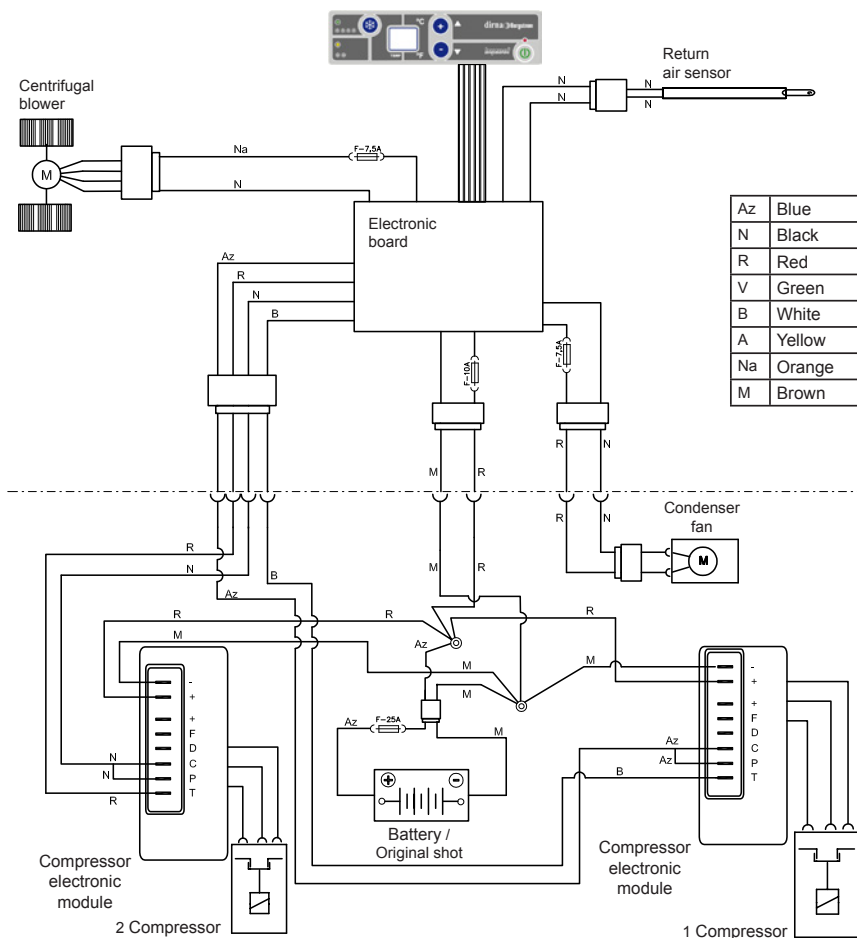 °C
°F
dirna Bergstrom
Return
air sensor
Centrifugal
blower
N
N
N
N
Na
F-7,5A
M
N
Electronic
board
Az Blue
N Black
R Red
V Green
B White
A Yellow
Na Orange
M Brown
Az
R
N
B
F-10A
F-7,5A
M
R
R
N
Condenser
fan
R
N
M
R
N
B
Az
M
R
R
R
R
M
Az
M
M
M
-
+
+
F
D
C
P
T
N
N
R
Az
F-25A
M
Battery /
Original shot
-
+
+
F
D
C
P
T
Az
Az
B
Compressor
electronic
module
2 Compressor
Compressor
electronic
module
1 Compressor